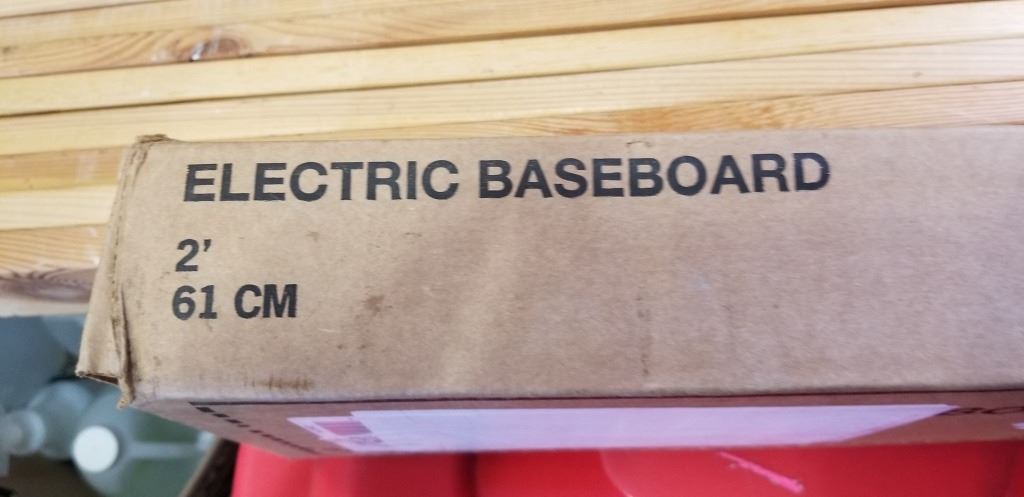 ELECTRIC BASEBOARD
2'
61 CM